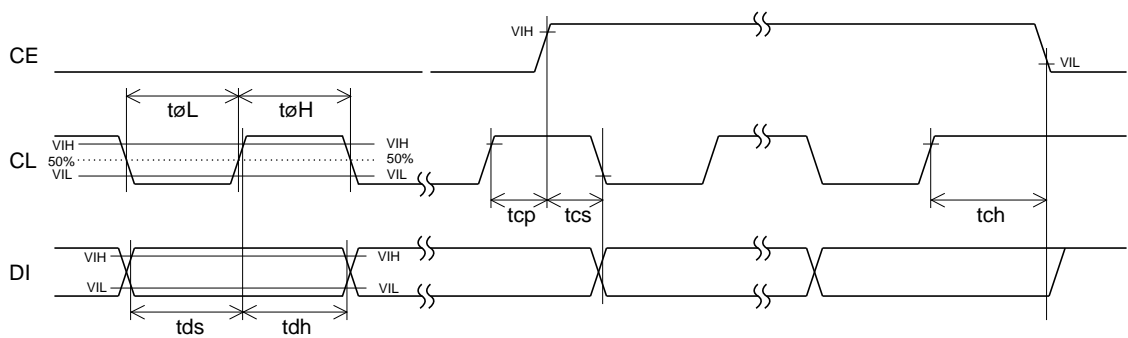 VIH
CE
VIL
tøL tøH
VIH VIH
CL 50% 50%
VIL VIL
tcp tcs tch
VIH VIH
DI
VIL VIL
tds tdh